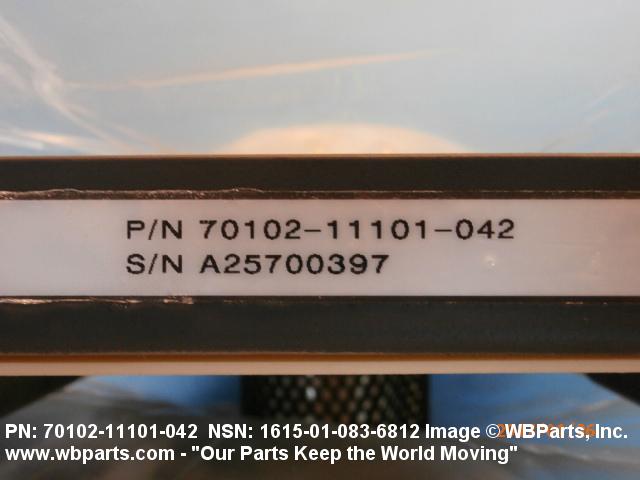 P/N 70102-11101-042
S/N A25700397
PN: 70102-11101-042 NSN: 1615-01-083-6812 Image © WBParts, Inc.
www.wbparts.com - "Our Parts Keep the World Moving"